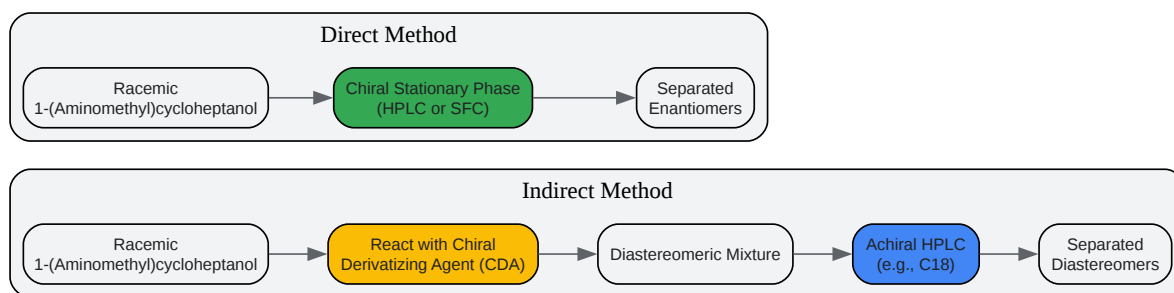 Direct Method
Racemic
1-(Aminomethyl)cycloheptanol
Chiral Stationary Phase
(HPLC or SFC)
Separated
Enantiomers
Indirect Method
Racemic
1-(Aminomethyl)cycloheptanol
React with Chiral
Derivatizing Agent (CDA)
Diastereomeric Mixture
Achiral HPLC
(e.g., C18)
Separated
Diastereomers